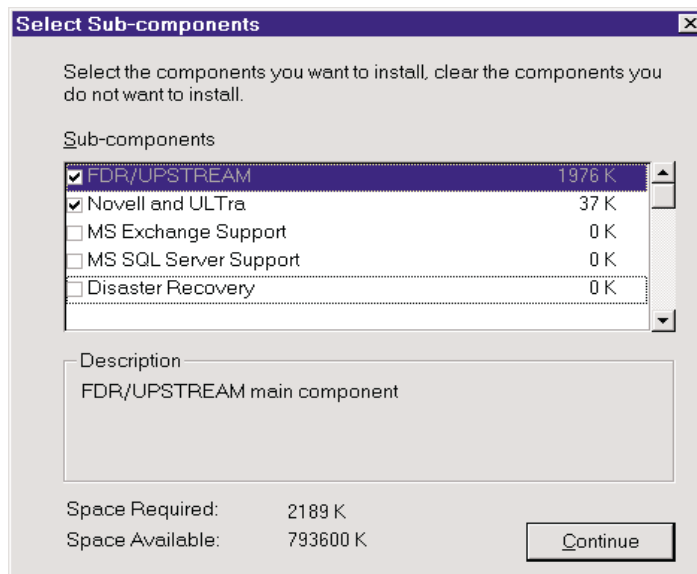 Select Sub-components
Select the components you want to install, clear the components you
do not want to install.
Sub-components
FDR/UPSTREAM 1976 K
Novell and ULTra 37 K
MS Exchange Support 0 K
MS SQL Server Support 0 K
Disaster Recovery 0 K
Description
FDR/UPSTREAM main component
Space Required: 2189 K
Space Available: 793600 K
Continue